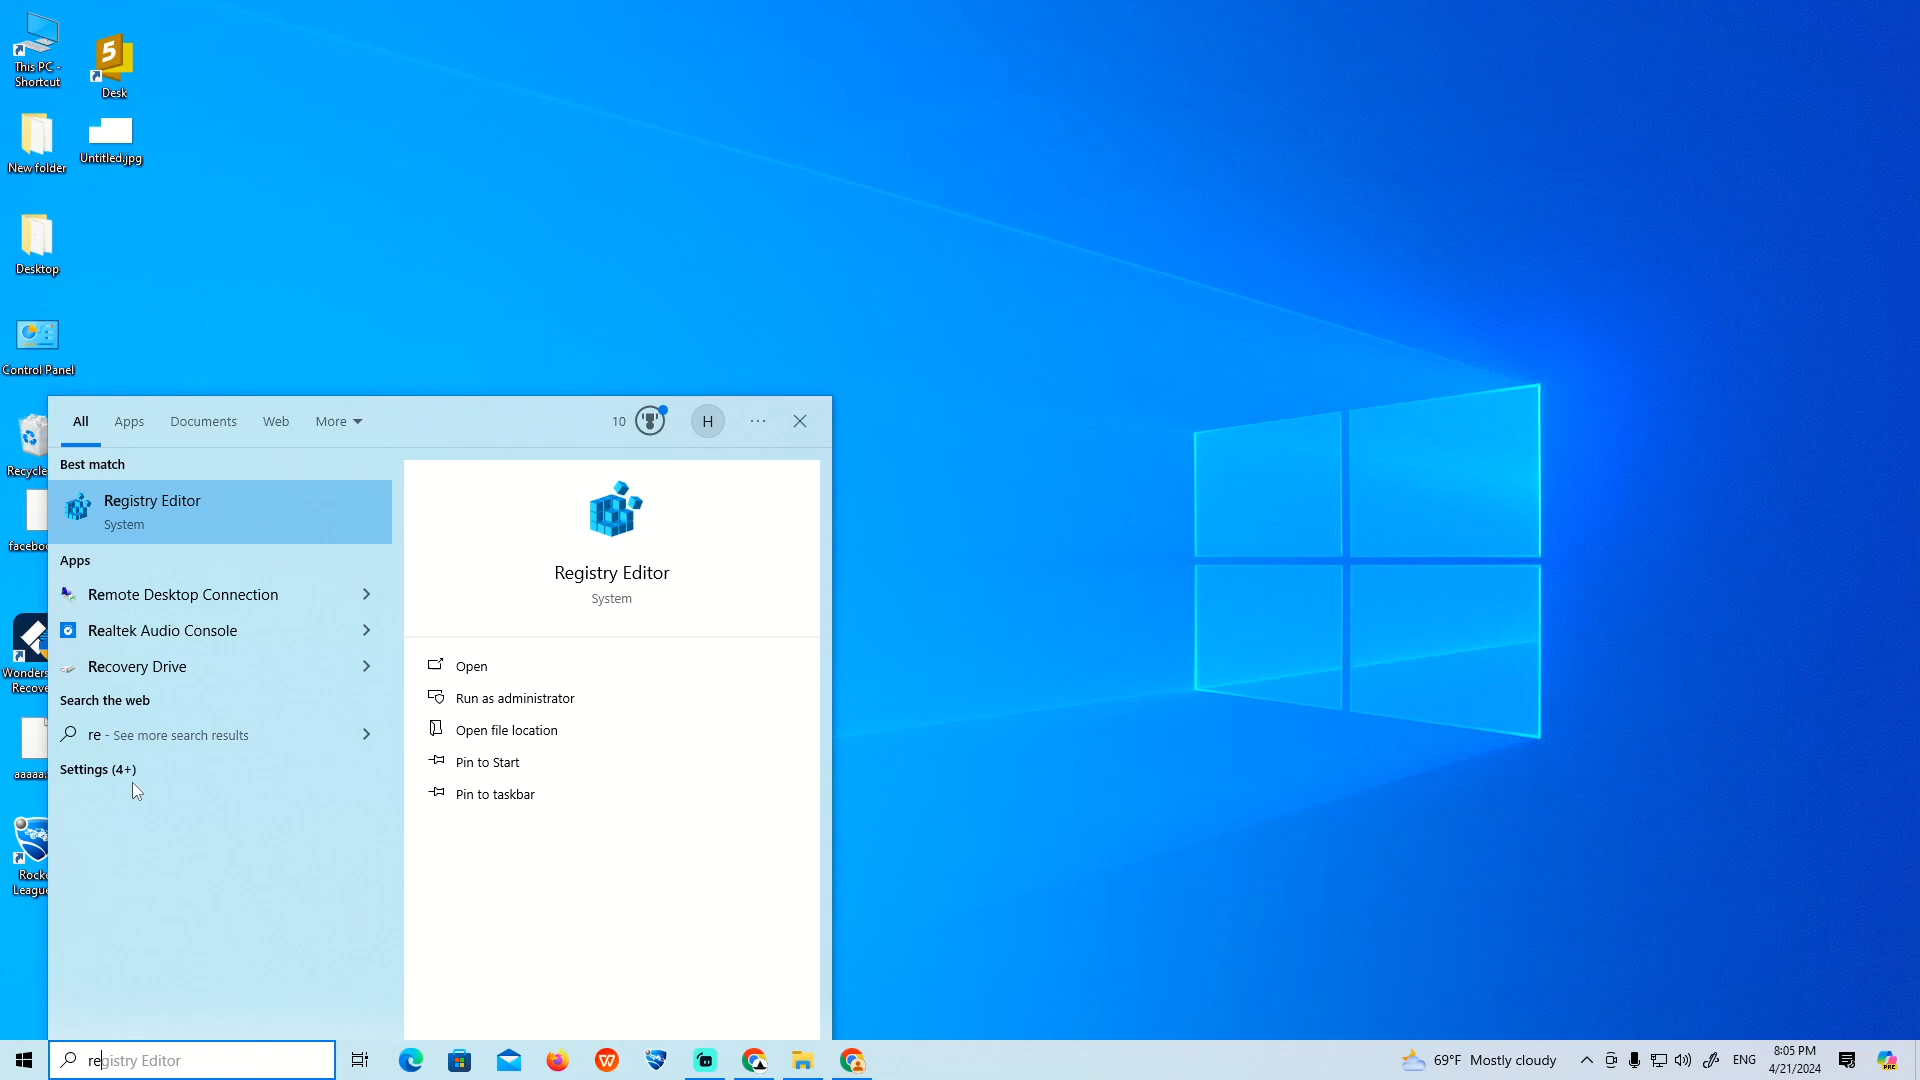 This PC -
Shortcut
Desk
New folder
Untitled.jpg
Desktop
Control Panel
Recycle
facebo
Wonders
Recove
aaaaa.
Rocke
League
All
Apps
Documents
Web
More
10
H
Best match
Registry Editor
System
Apps
Remote Desktop Connection
Realtek Audio Console
Recovery Drive
Search the web
re - See more search results
Settings (4+)
Registry Editor
System
Open
Run as administrator
Open file location
Pin to Start
Pin to taskbar
registry Editor
69°F Mostly cloudy
ENG
8:05 PM
4/21/2024
PRE